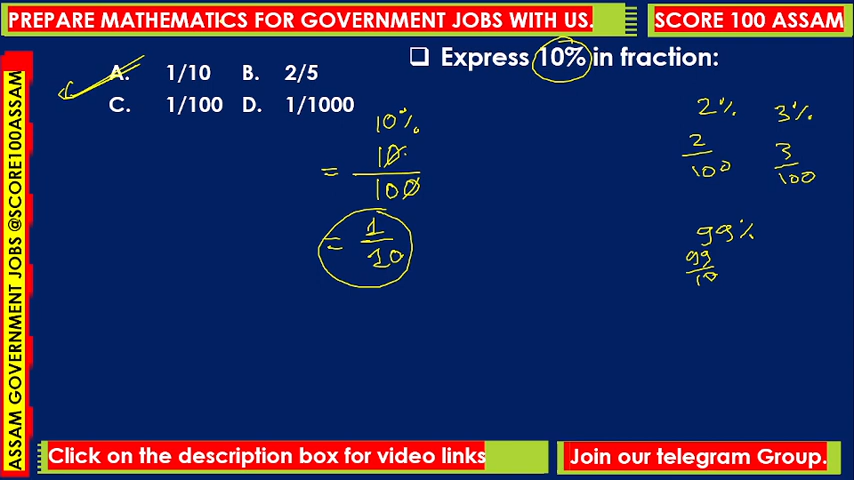 PREPARE MATHEMATICS FOR GOVERNMENT JOBS WITH US.
SCORE 100 ASSAM
ASSAM GOVERNMENT JOBS @SCORE100ASSAM
❑ Express 10% in fraction:
A. 1/10 B. 2/5
C. 1/100 D. 1/1000
10%
= 10/100
= 1/10
2% 3%
2/100 3/100
99%
99/10
Click on the description box for video links
Join our telegram Group.